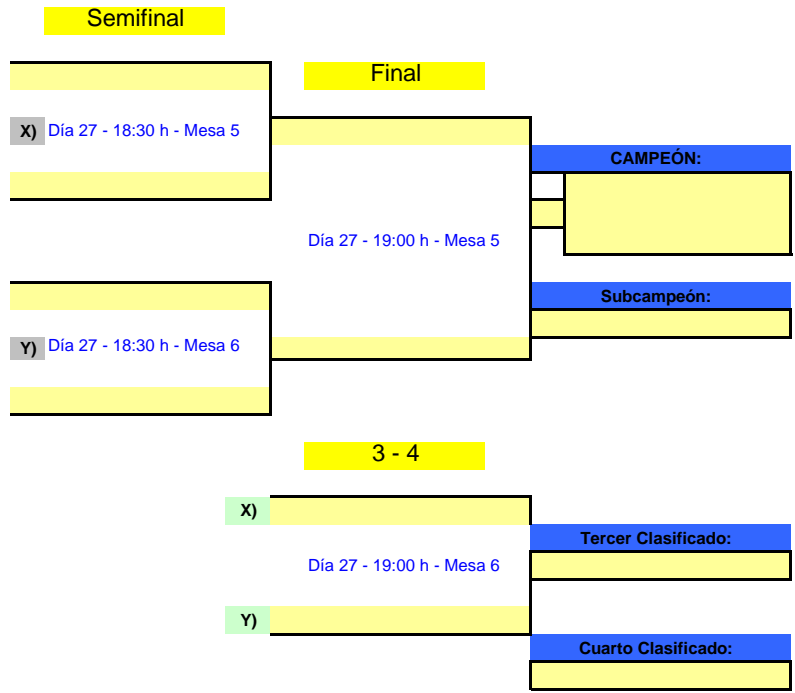 Semifinal
Final
X) Día 27 - 18:30 h - Mesa 5
CAMPEÓN:
Día 27 - 19:00 h - Mesa 5
Subcampeón:
Y) Día 27 - 18:30 h - Mesa 6
3 - 4
X)
Tercer Clasificado:
Día 27 - 19:00 h - Mesa 6
Y)
Cuarto Clasificado: